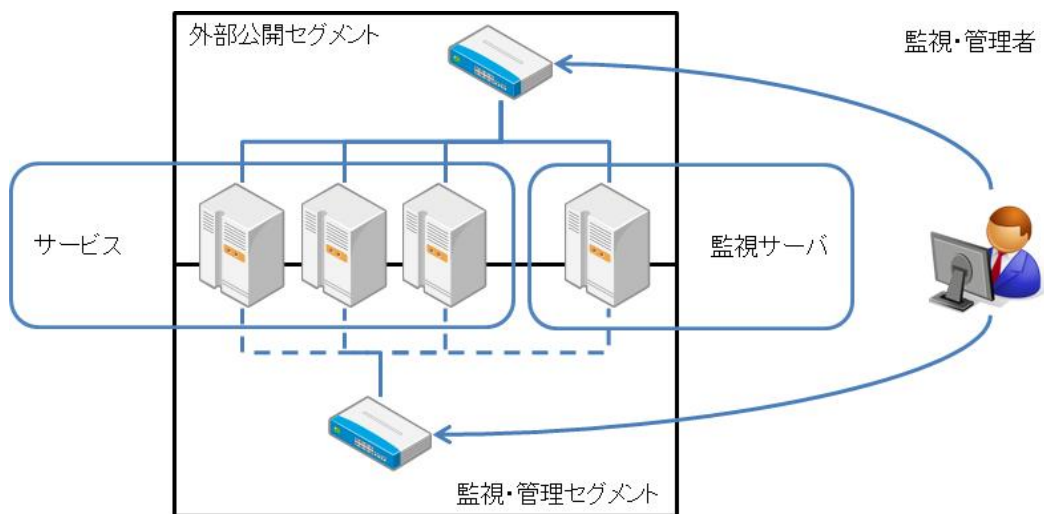 外部公開セグメント
監視・管理者
サービス
監視サーバ
監視・管理セグメント